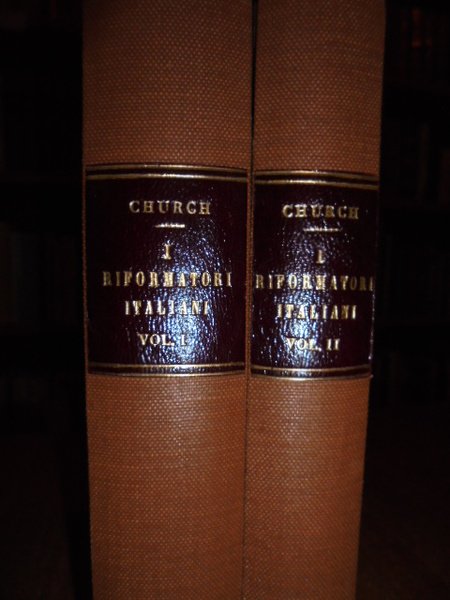 CHURCH
I
RIFORMATORI
ITALIANI
VOL. I
CHURCH
I
RIFORMATORI
ITALIANI
VOL. II